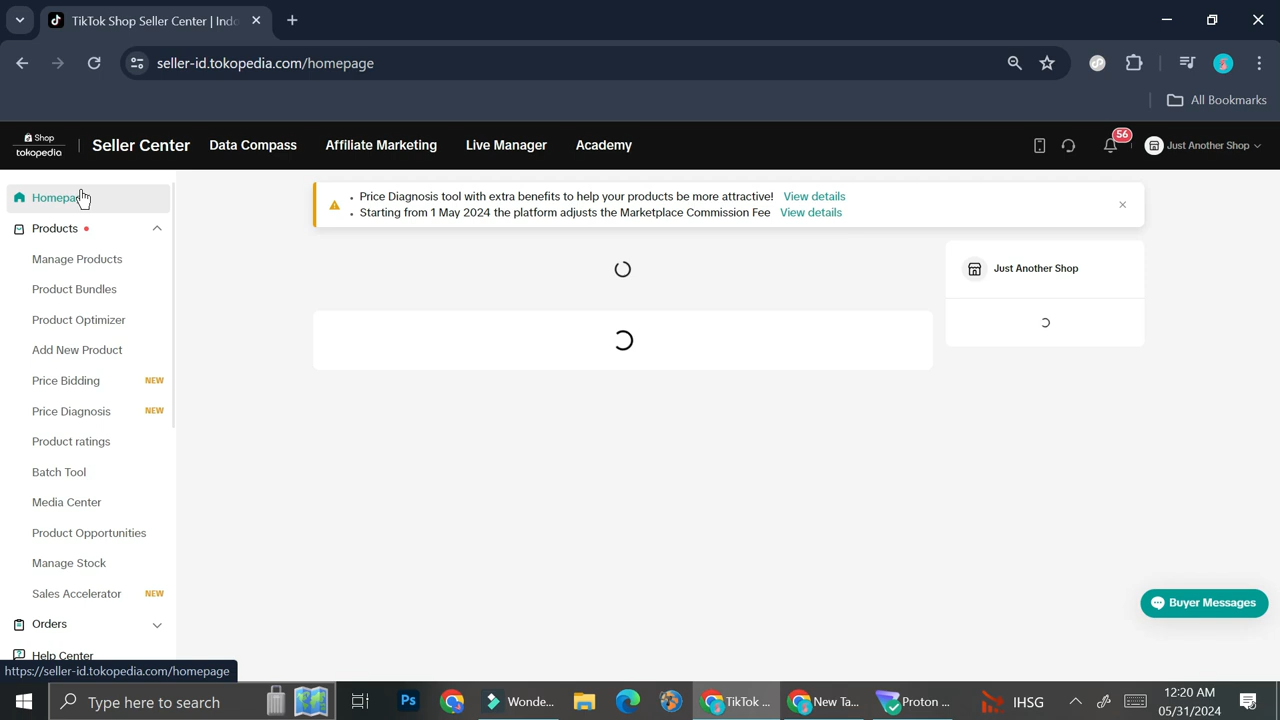 TikTok Shop Seller Center | Indo
seller-id.tokopedia.com/homepage
All Bookmarks
Shop
tokopedia
Seller Center
Data Compass
Affiliate Marketing
Live Manager
Academy
56
Just Another Shop
Homepa
Products
Manage Products
Product Bundles
Product Optimizer
Add New Product
Price Bidding NEW
Price Diagnosis NEW
Product ratings
Batch Tool
Media Center
Product Opportunities
Manage Stock
Sales Accelerator NEW
Orders
Help Center
• Price Diagnosis tool with extra benefits to help your products be more attractive! View details
• Starting from 1 May 2024 the platform adjusts the Marketplace Commission Fee View details
Just Another Shop
Buyer Messages
https://seller-id.tokopedia.com/homepage
Type here to search
Ps
Wonde...
TikTok ...
New Ta...
Proton ...
IHSG
12:20 AM
05/31/2024